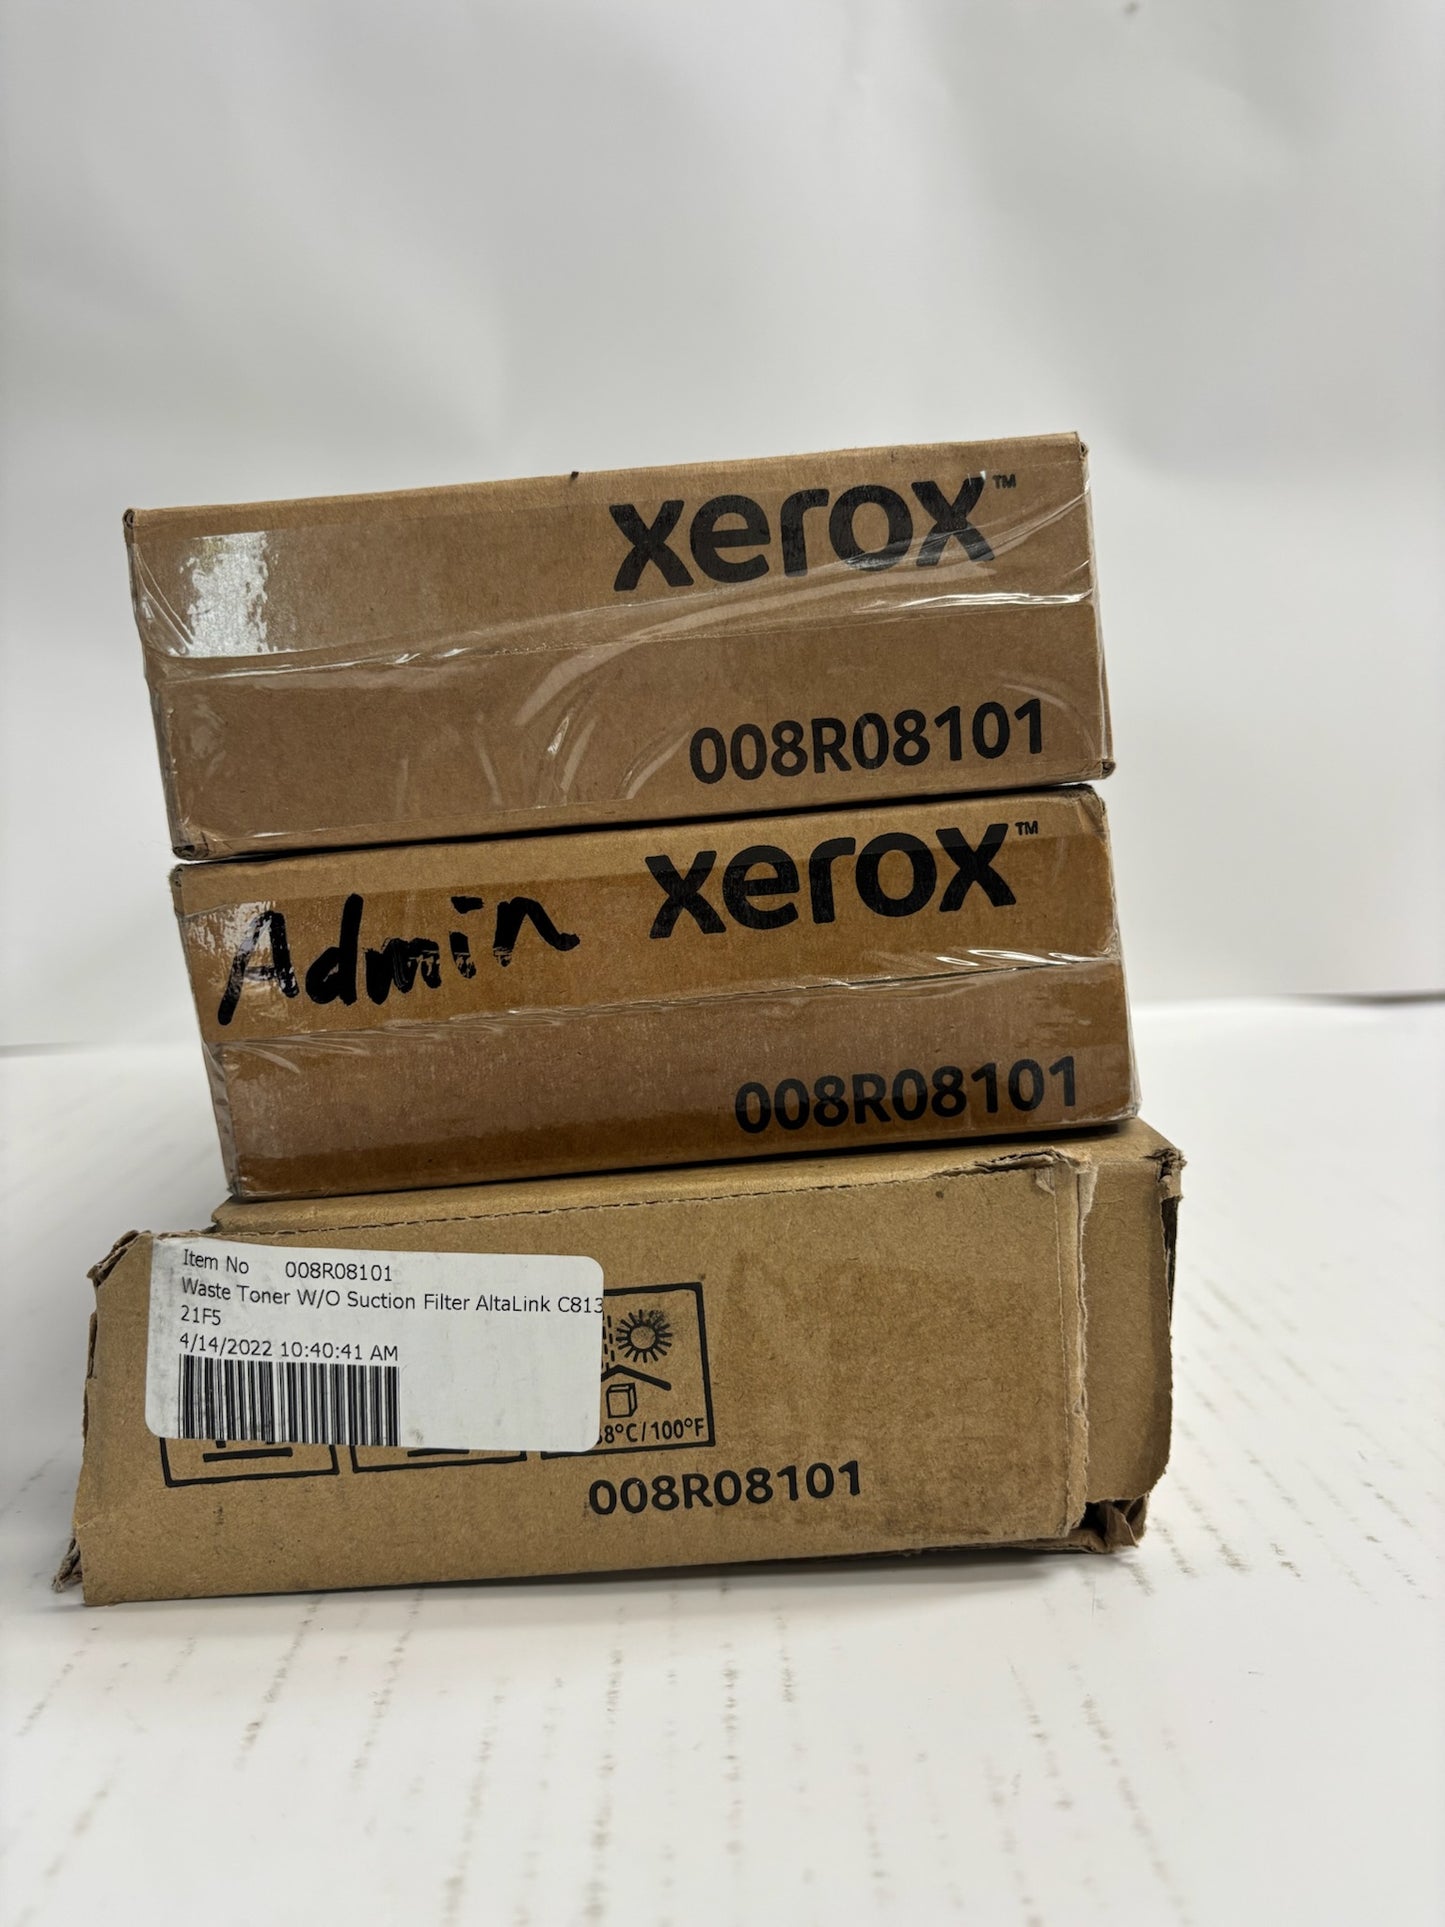 xerox™
008R08101
Admin xerox™
008R08101
Item No 008R08101
Waste Toner W/O Suction Filter AltaLink C813
21F5
4/14/2022 10:40:41 AM
8°C/100°F
008R08101